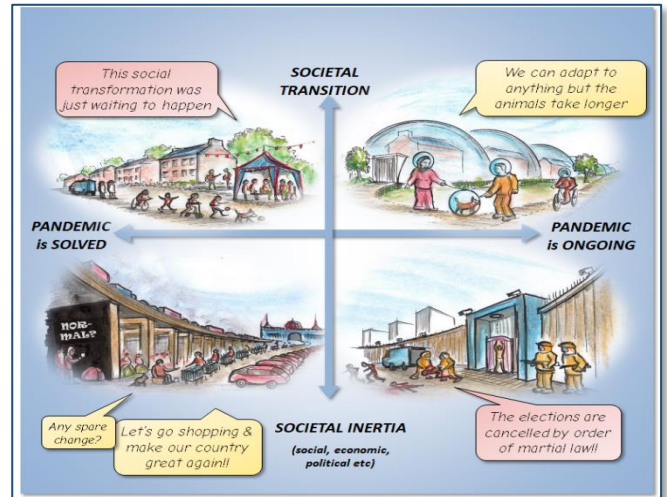 This social
transformation was
just waiting to happen
SOCIETAL
TRANSITION
We can adapt to
anything but the
animals take longer
PANDEMIC
is SOLVED
PANDEMIC
is ONGOING
NOR-
MAL?
Any spare
change?
Let's go shopping &
make our country
great again!!
SOCIETAL INERTIA
(social, economic,
political etc)
The elections are
cancelled by order
of martial law!!